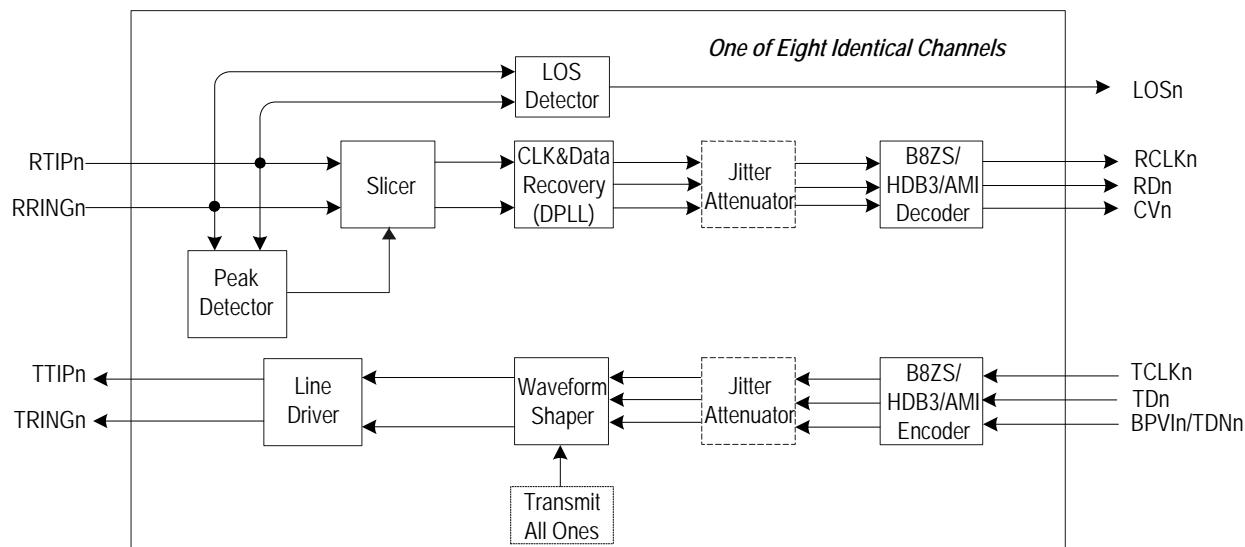 One of Eight Identical Channels
LOS
Detector
LOSn
RTIPn
RRINGn
Slicer
CLK&Data
Recovery
(DPLL)
Jitter
Attenuator
B8ZS/
HDB3/AMI
Decoder
RCLKn
RDn
CVn
Peak
Detector
TTIPn
TRINGn
Line
Driver
Waveform
Shaper
Jitter
Attenuator
B8ZS/
HDB3/AMI
Encoder
TCLKn
TDn
BPVIn/TDNn
Transmit
All Ones